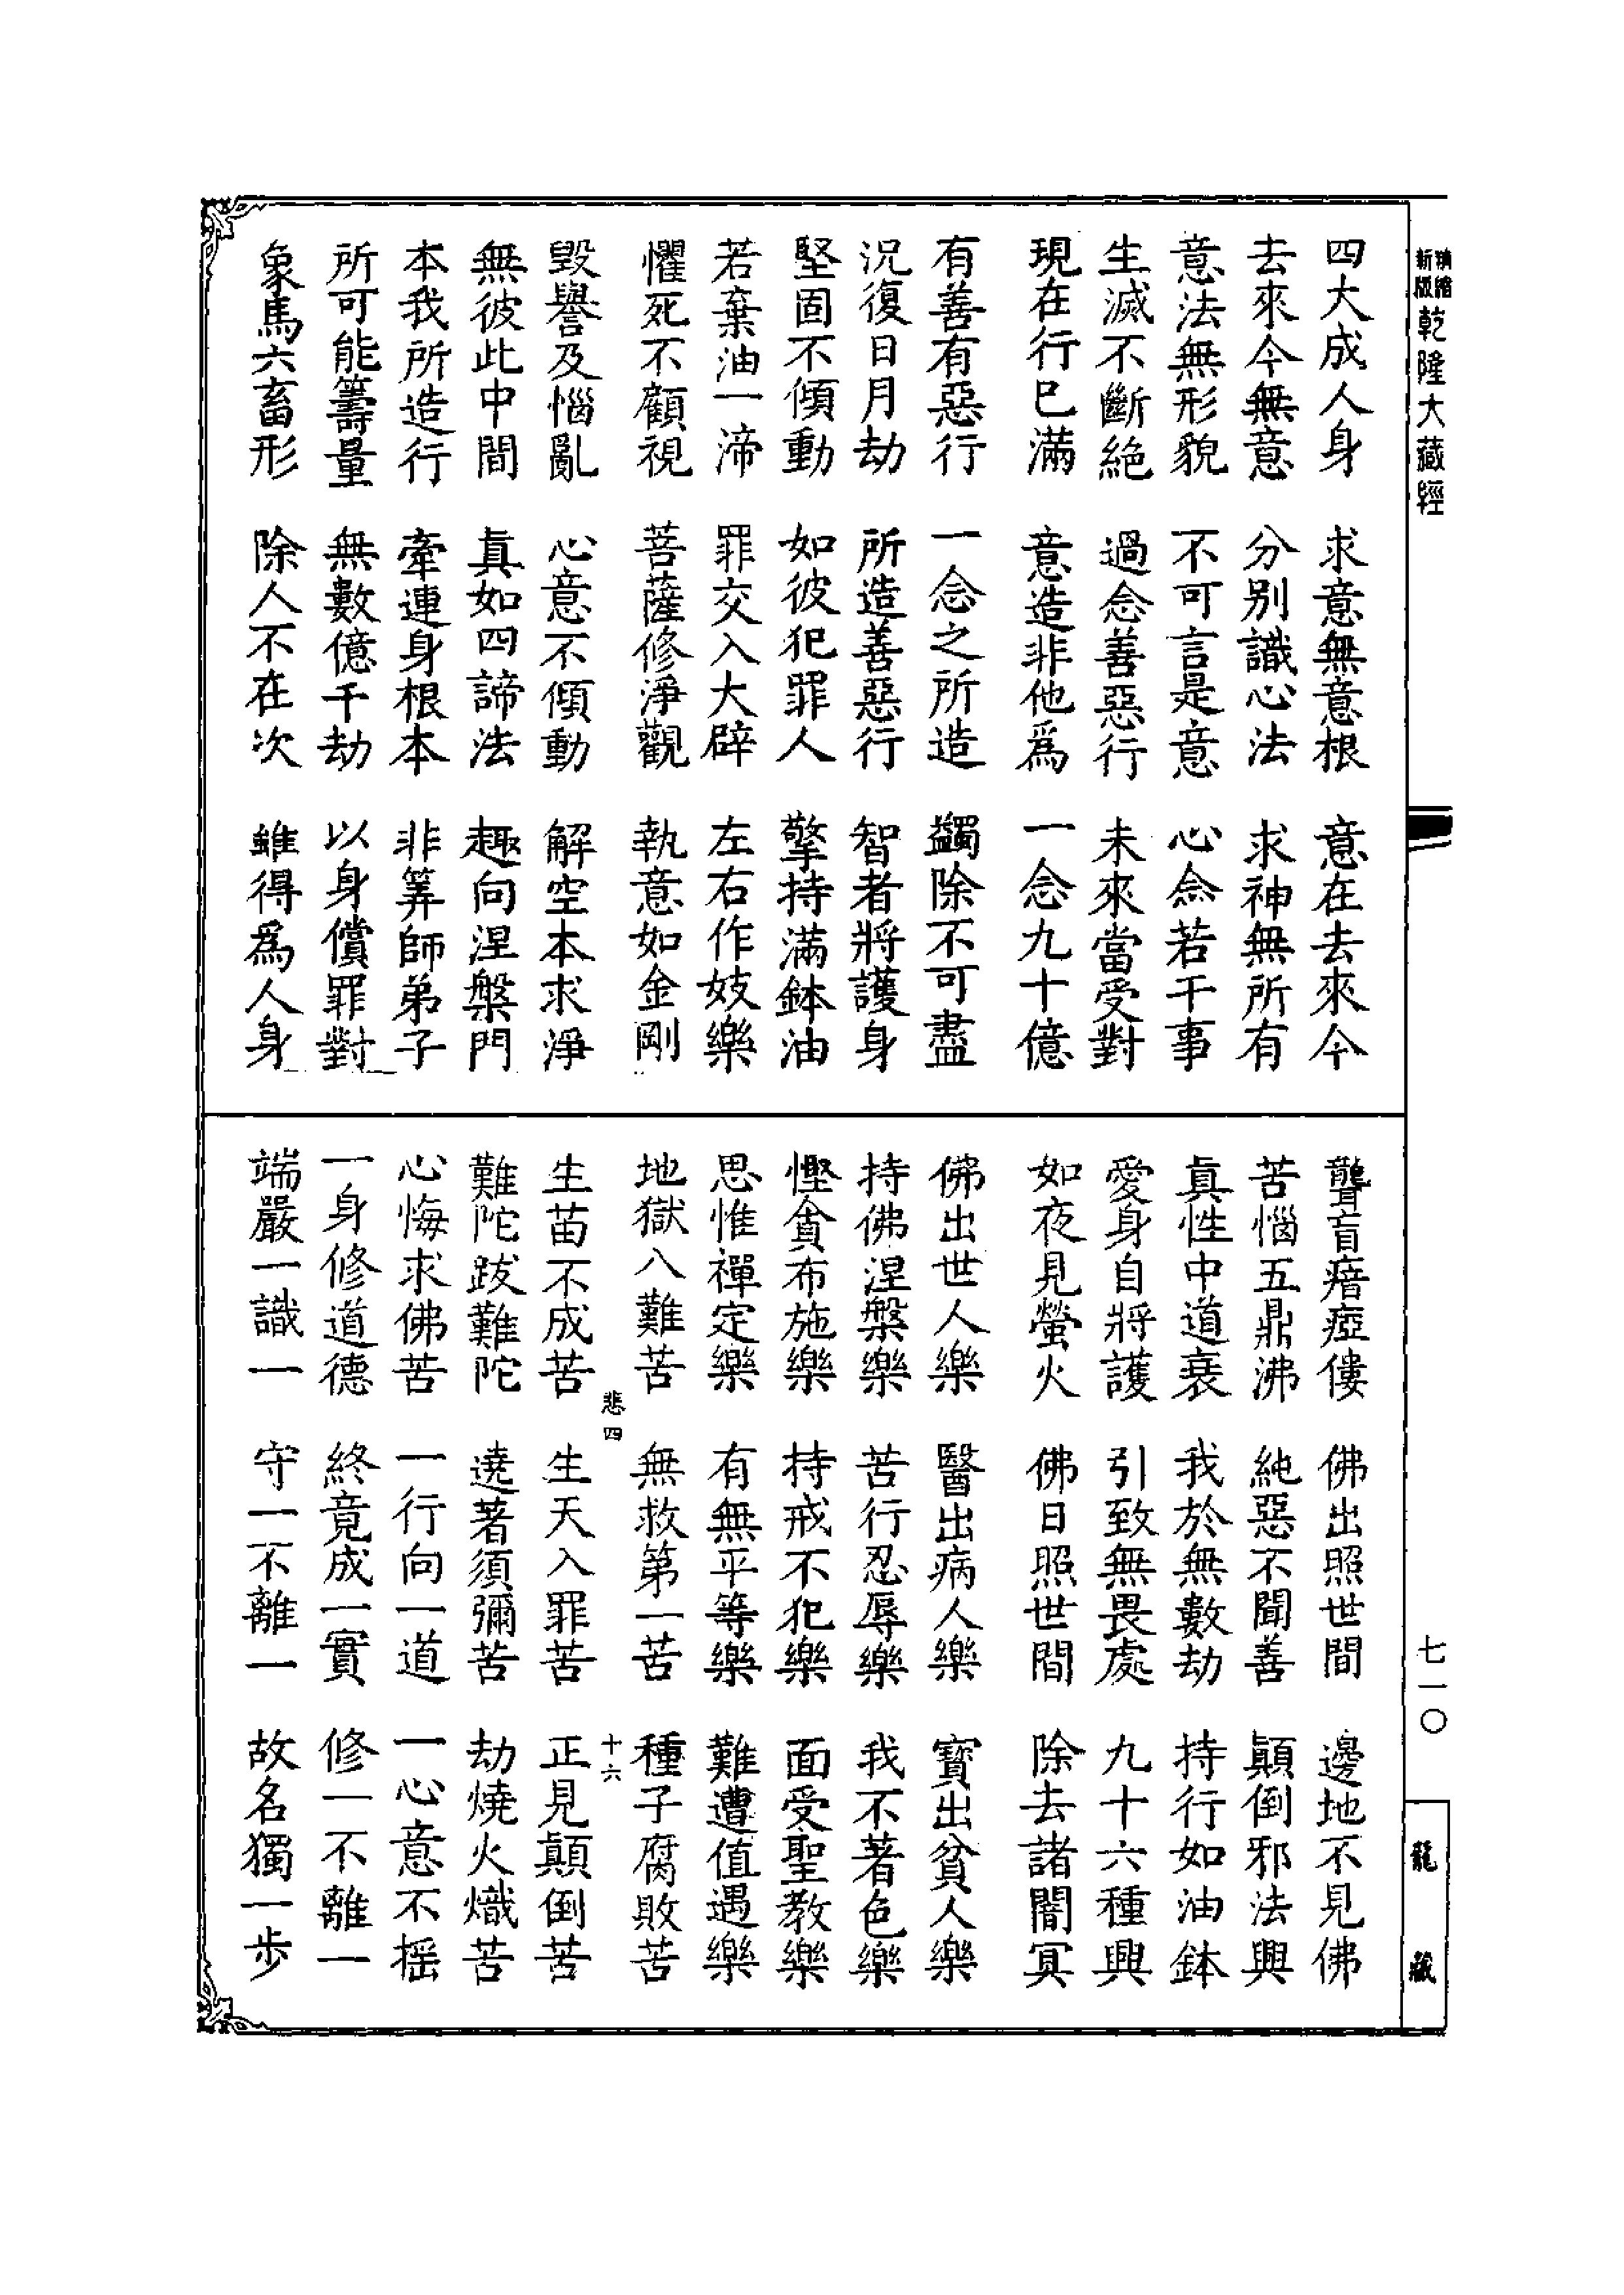 精縮新版乾隆大藏經
四大成人身　求意無意根　意在去來今
去來今無意　分別識心法　求神無所有
意法無形貌　不可言是意　心念若干事
生滅不斷絕　過念善惡行　未來當受對
現在行已滿　意造非他為　一念九十億
有善有惡行　一念之所造　蠲除不可盡
況復日月劫　所造善惡行　智者將護身
堅固不傾動　如彼犯罪人　擎持滿鉢油
若棄油一渧　罪交入大辟　左右作妓樂
懼死不顧視　菩薩修淨觀　執意如金剛
毀譽及惱亂　心意不傾動　解空本求淨
無彼此中間　真如四諦法　趣向涅槃門
本我所造行　牽連身根本　非筭師弟子
所可能籌量　無數億千劫　以身償罪對
象馬六畜形　除人不在次　雖得為人身
聾盲瘖瘂僂　佛出照世間　邊地不見佛
苦惱五鼎沸　純惡不聞善　顛倒邪法興
真性中道衰　我於無數劫　持行如油鉢
愛身自將護　引致無畏處　九十六種興
如夜見螢火　佛日照世間　除去諸闇冥
佛出世人樂　醫出病人樂　寶出貧人樂
持佛涅槃樂　苦行忍辱樂　我不著色樂
慳貪布施樂　持戒不犯樂　面受聖教樂
思惟禪定樂　有無平等樂　難遭值遇樂
地獄八難苦　無救第一苦　種子腐敗苦
悲四　十六
生苗不成苦　生天入罪苦　正見顛倒苦
難陀跋難陀　遶著須彌苦　劫燒火熾苦
心悔求佛苦　一行向一道　一心意不搖
一身修道德　終竟成一實　修一不離一
端嚴一識一　守一不離一　故名獨一步
七一〇
龍藏